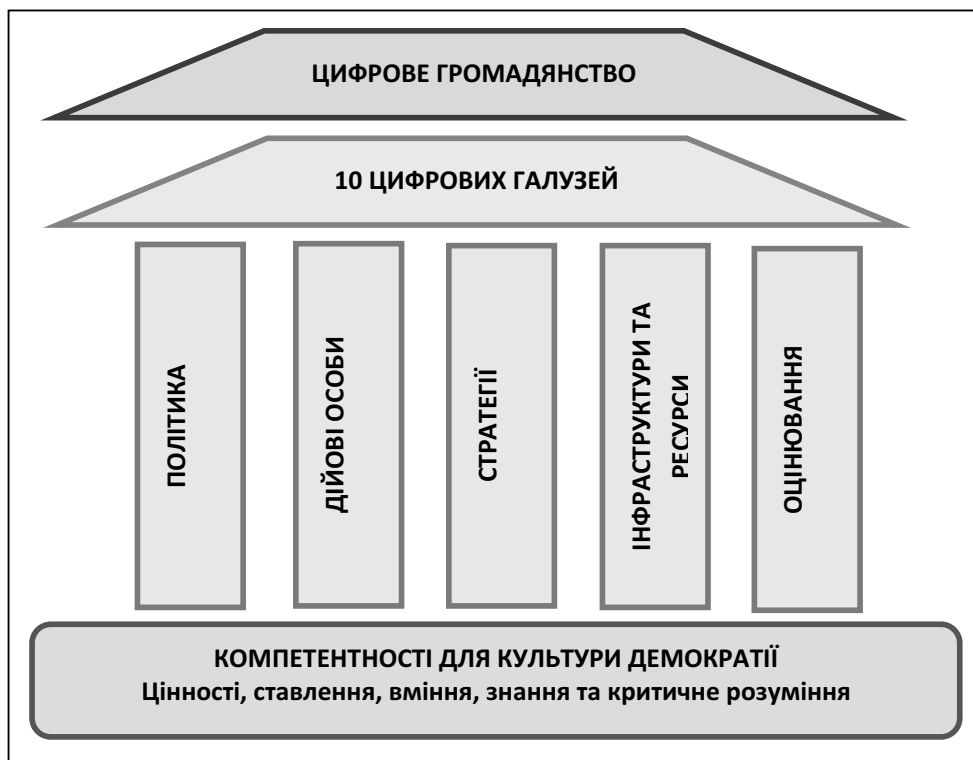 ЦИФРОВЕ ГРОМАДЯНСТВО
10 ЦИФРОВИХ ГАЛУЗЕЙ
ПОЛІТИКА
ДІЙОВІ ОСОБИ
СТРАТЕГІЇ
ІНФРАСТРУКТУРИ ТА
РЕСУРСИ
ОЦІНЮВАННЯ
КОМПЕТЕНТНОСТІ ДЛЯ КУЛЬТУРИ ДЕМОКРАТІЇ
Цінності, ставлення, вміння, знання та критичне розуміння